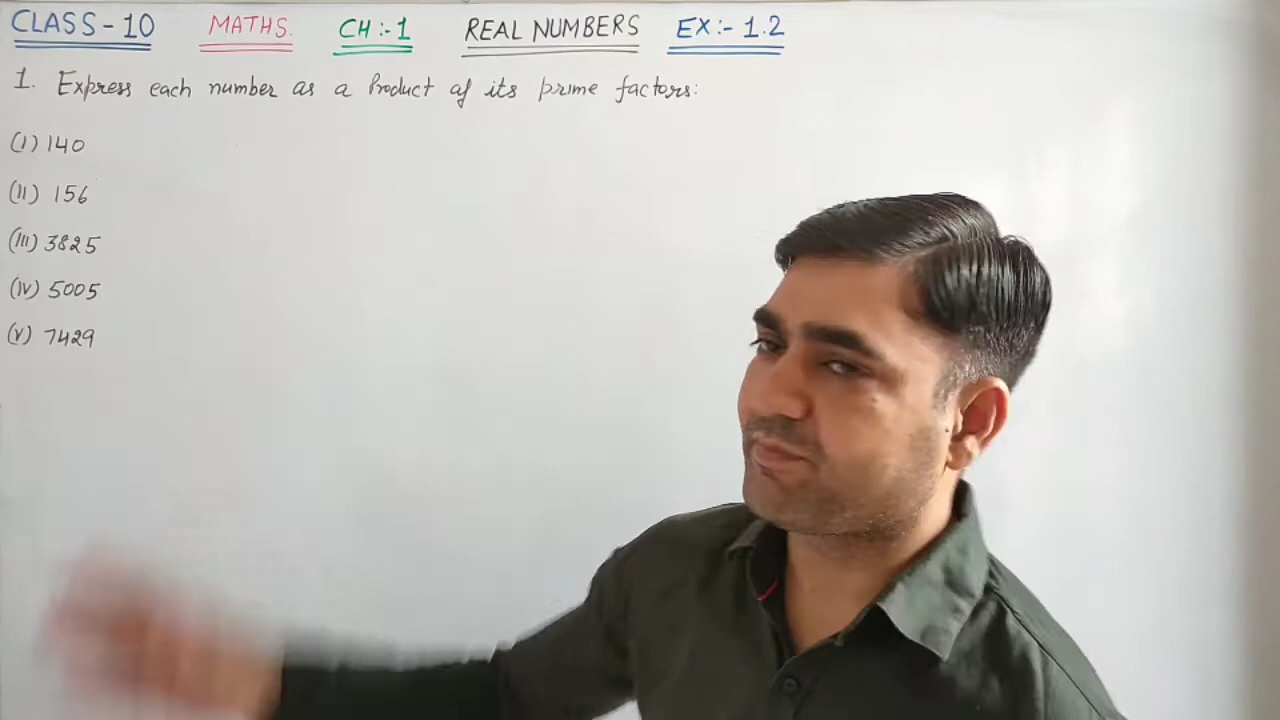 CLASS-10 MATHS. CH:-1 REAL NUMBERS EX:- 1.2
1. Express each number as a Product of its prime factors:
(I) 140
(II) 156
(III) 3825
(IV) 5005
(V) 7429